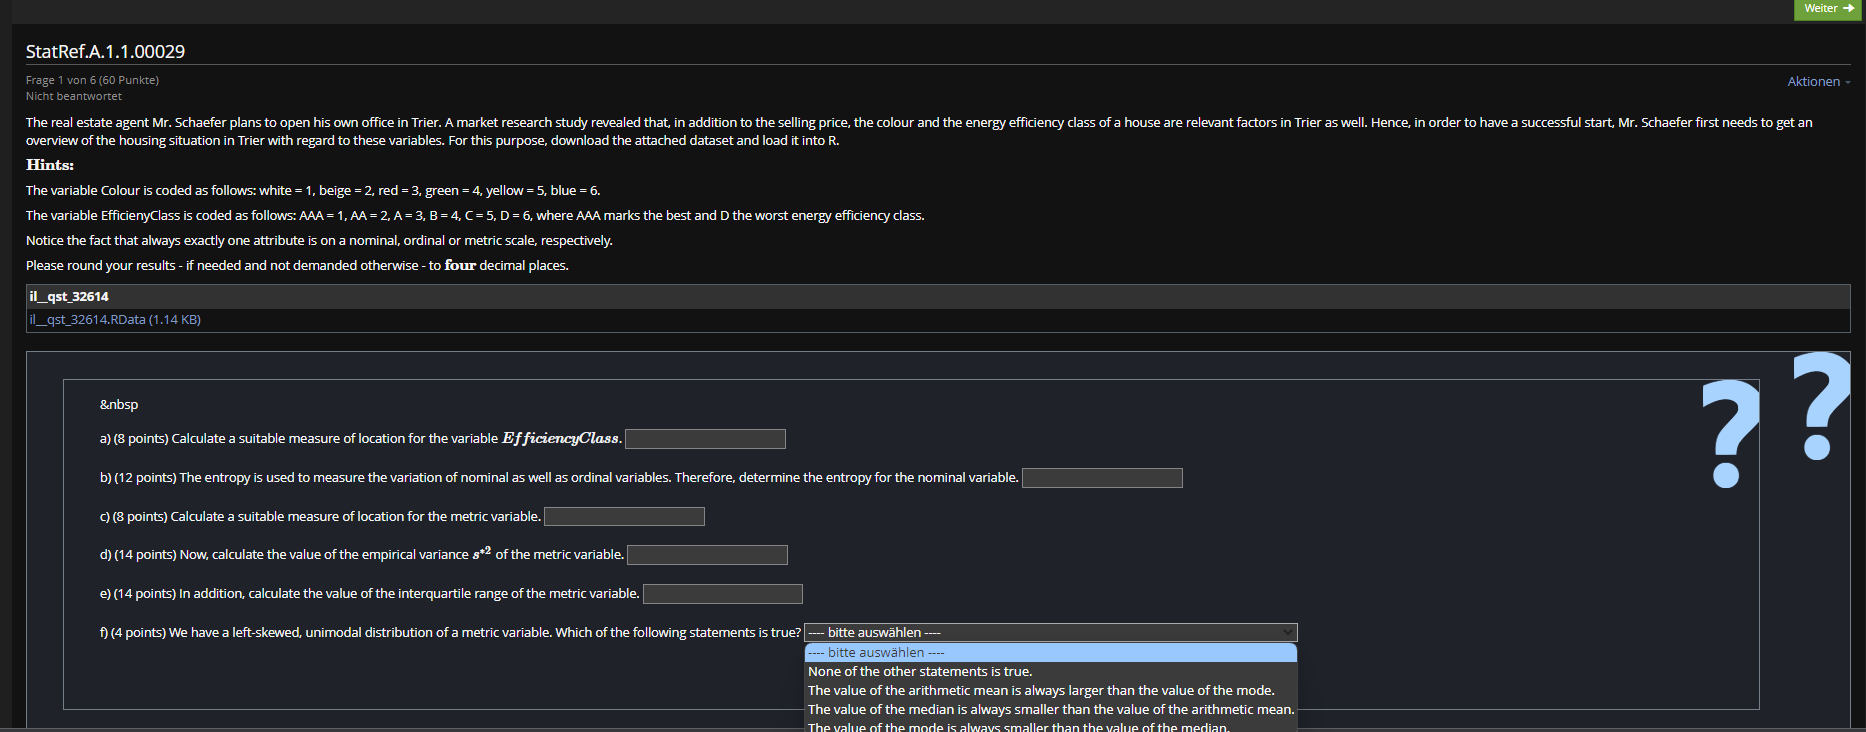 Weiter →
StatRef.A.1.1.00029
Frage 1 von 6 (60 Punkte)
Nicht beantwortet
Aktionen
The real estate agent Mr. Schaefer plans to open his own office in Trier. A market research study revealed that, in addition to the selling price, the colour and the energy efficiency class of a house are relevant factors in Trier as well. Hence, in order to have a successful start, Mr. Schaefer first needs to get an
overview of the housing situation in Trier with regard to these variables. For this purpose, download the attached dataset and load it into R.
Hints:
The variable Colour is coded as follows: white = 1, beige = 2, red = 3, green = 4, yellow = 5, blue = 6.
The variable EfficienyClass is coded as follows: AAA = 1, AA = 2, A = 3, B = 4, C = 5, D = 6, where AAA marks the best and D the worst energy efficiency class.
Notice the fact that always exactly one attribute is on a nominal, ordinal or metric scale, respectively.
Please round your results - if needed and not demanded otherwise - to four decimal places.
il__qst_32614
il__qst_32614.RData (1.14 KB)
? ?
&nbsp
a) (8 points) Calculate a suitable measure of location for the variable EfficiencyClass.
b) (12 points) The entropy is used to measure the variation of nominal as well as ordinal variables. Therefore, determine the entropy for the nominal variable.
c) (8 points) Calculate a suitable measure of location for the metric variable.
d) (14 points) Now, calculate the value of the empirical variance s*² of the metric variable.
e) (14 points) In addition, calculate the value of the interquartile range of the metric variable.
f) (4 points) We have a left-skewed, unimodal distribution of a metric variable. Which of the following statements is true? ---- bitte auswählen ----
---- bitte auswählen ----
None of the other statements is true.
The value of the arithmetic mean is always larger than the value of the mode.
The value of the median is always smaller than the value of the arithmetic mean.
The value of the mode is always smaller than the value of the median.